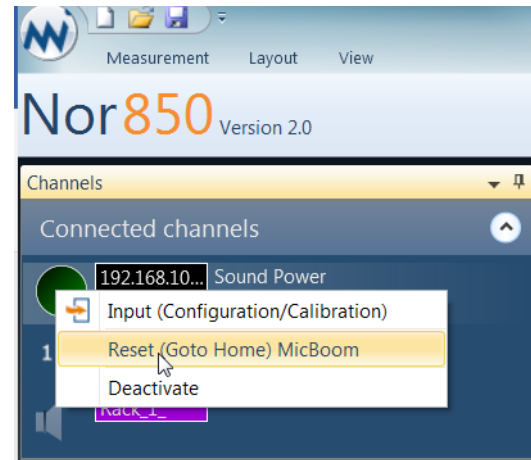 Measurement Layout View
Nor850 Version 2.0
Channels
Connected channels
192.168.10... Sound Power
Input (Configuration/Calibration)
1 Reset (Goto Home) MicBoom
Deactivate
Rack_1_